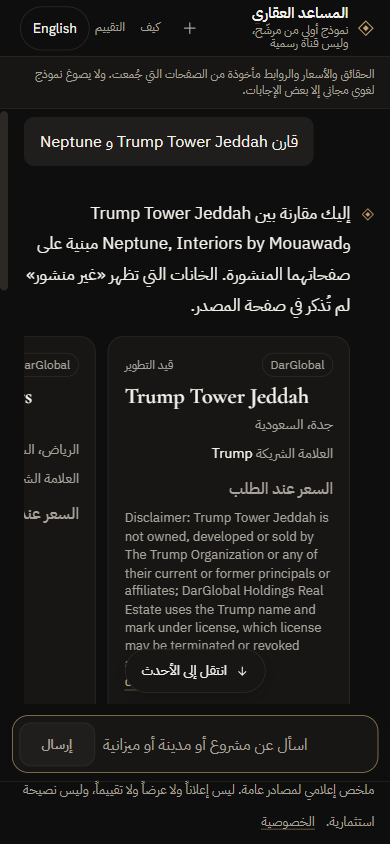 المساعد العقاري
نموذج أولي من مرشّح،
وليس قناة رسمية
+
كيف
التقييم
English
الحقائق والأسعار والروابط مأخوذة من الصفحات التي جُمعت. ولا يصوغ نموذج
لغوي مجاني إلا بعض الإجابات.
قارن Trump Tower Jeddah و Neptune
إليك مقارنة بين Trump Tower Jeddah
وNeptune, Interiors by Mouawad مبنية على
صفحاتهما المنشورة. الخانات التي تظهر «غير منشور»
لم تُذكر في صفحة المصدر.
DarGlobal
قيد التطوير
Trump Tower Jeddah
جدة، السعودية
العلامة الشريكة Trump
السعر عند الطلب
Disclaimer: Trump Tower Jeddah is
not owned, developed or sold by
The Trump Organization or any of
their current or former principals or
affiliates; DarGlobal Holdings Real
Estate uses the Trump name and
mark under license, which license
may be terminated or revoked
arGlobal
s
الرياض، ال
العلامة الش
السعر عند
انتقل إلى الأحدث ↓
اسأل عن مشروع أو مدينة أو ميزانية
إرسال
ملخص إعلامي لمصادر عامة. ليس إعلاناً ولا عرضاً ولا تقييماً، وليس نصيحة
استثمارية. الخصوصية